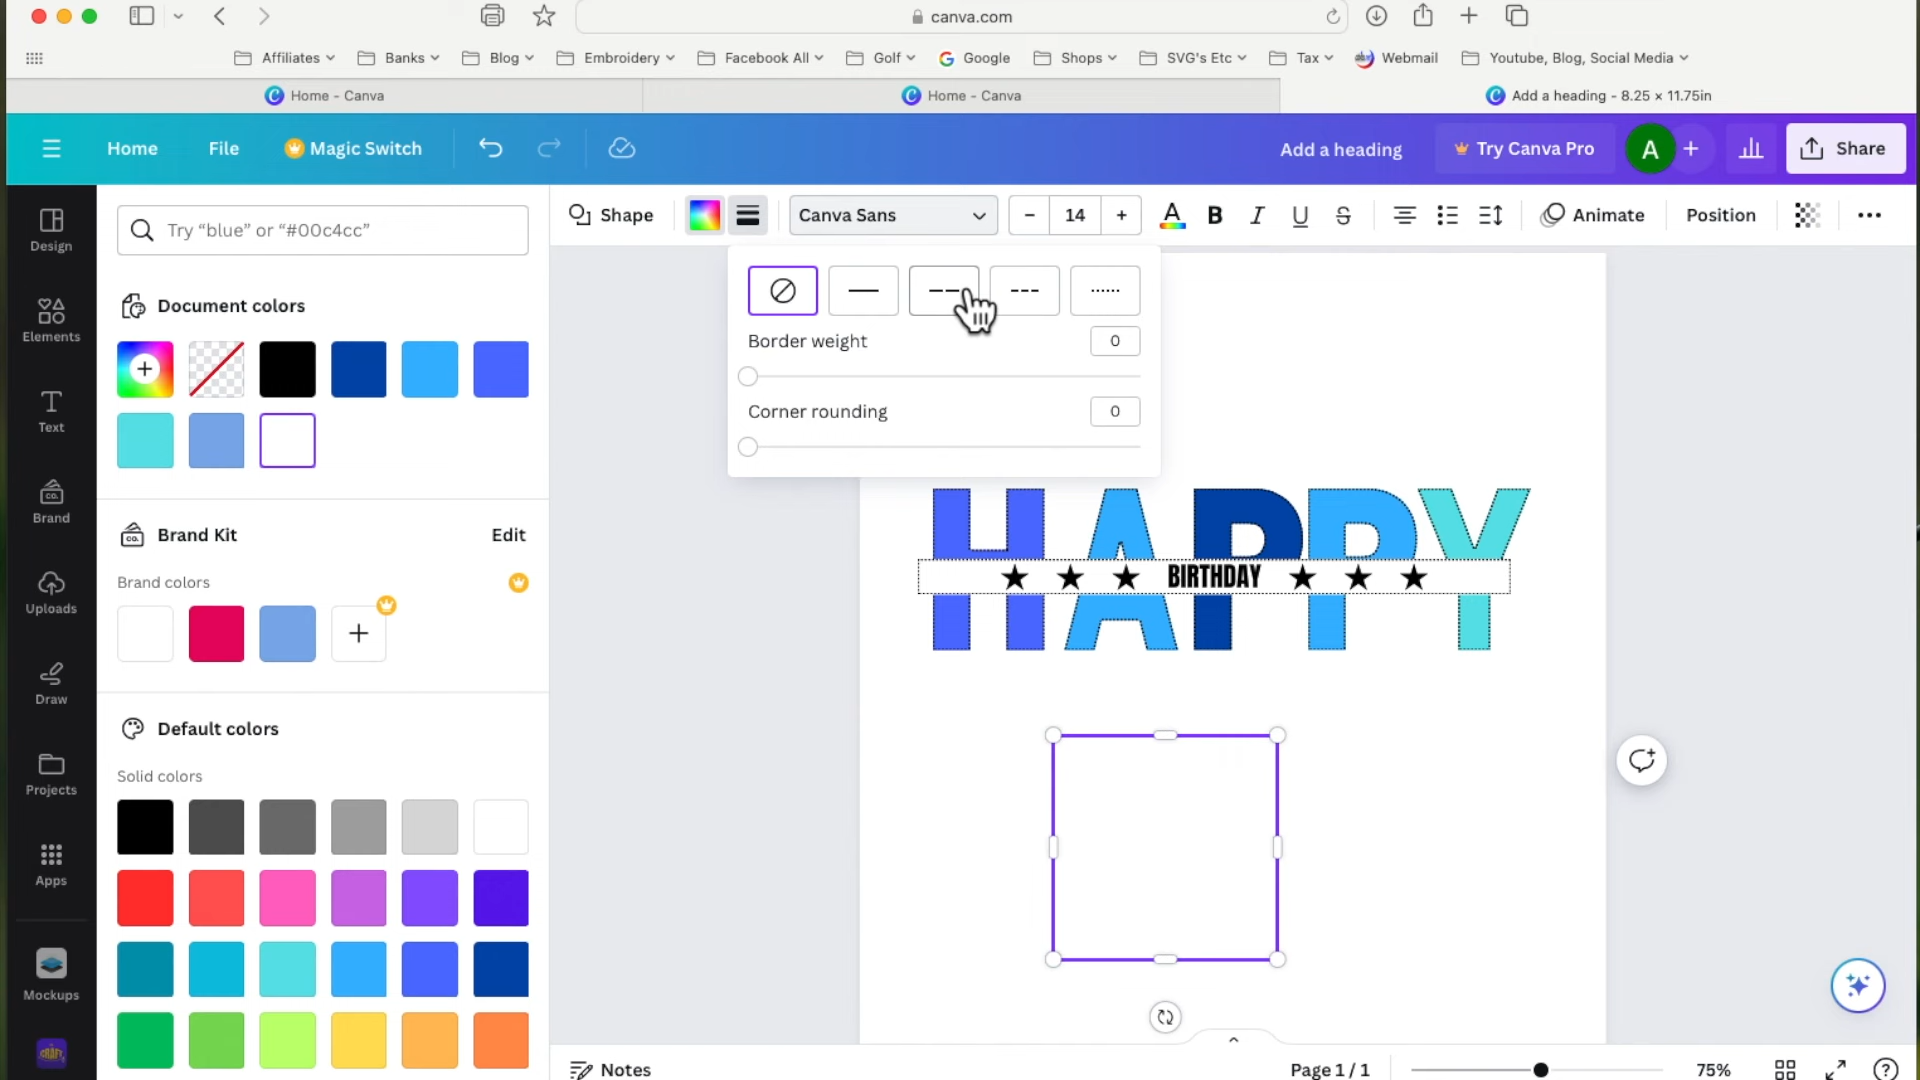 canva.com
Affiliates
Banks
Blog
Embroidery
Facebook All
Golf
Google
Shops
SVG's Etc
Tax
Webmail
Youtube, Blog, Social Media
Home - Canva
Home - Canva
Add a heading - 8.25 × 11.75in
Home
File
Magic Switch
Add a heading
Try Canva Pro
A
Share
Shape
Canva Sans
14
A
B
I
U
S
Animate
Position
Design
Elements
Text
Brand
Uploads
Draw
Projects
Apps
Mockups
CRAFT
Try “blue” or “#00c4cc”
Document colors
Brand Kit
Edit
Brand colors
Default colors
Solid colors
Border weight
0
Corner rounding
0
HAPPY
BIRTHDAY
Notes
Page 1 / 1
75%